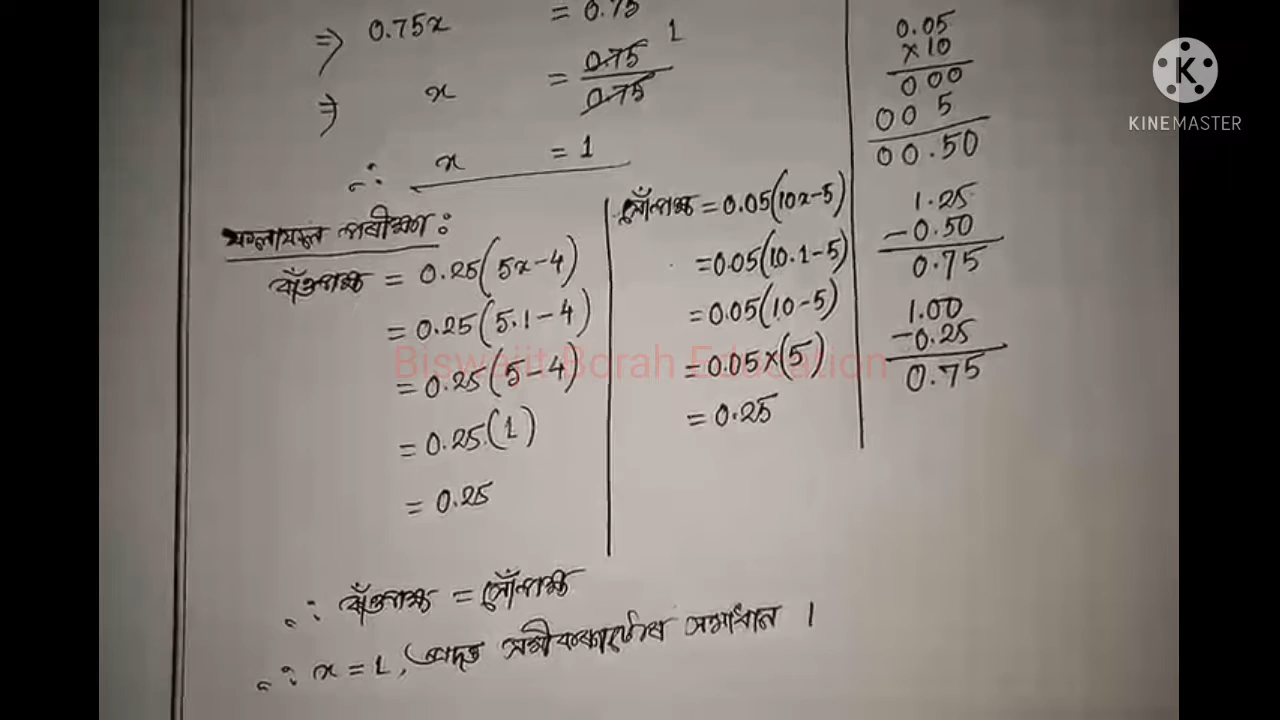 ⇒ 0.75x = 0.75
⇒ x = 0.75/0.75 1
∴ x = 1
ফলাফল পৰীক্ষা :
বাঁওপক্ষ = 0.25(5x-4)
= 0.25(5.1-4)
= 0.25(5-4)
= 0.25(1)
= 0.25
সোঁপক্ষ = 0.05(10x-5)
=0.05(10.1-5)
= 0.05(10-5)
= 0.05×(5)
= 0.25
0.05
×10
000
00 5
00.50
1.25
-0.50
0.75
1.00
-0.25
0.75
∴ বাঁওপক্ষ = সোঁপক্ষ
∴ x = 1, প্ৰদত্ত সমীকৰণটোৰ সমাধান ।
Biswajit Borah Education
K
KINEMASTER